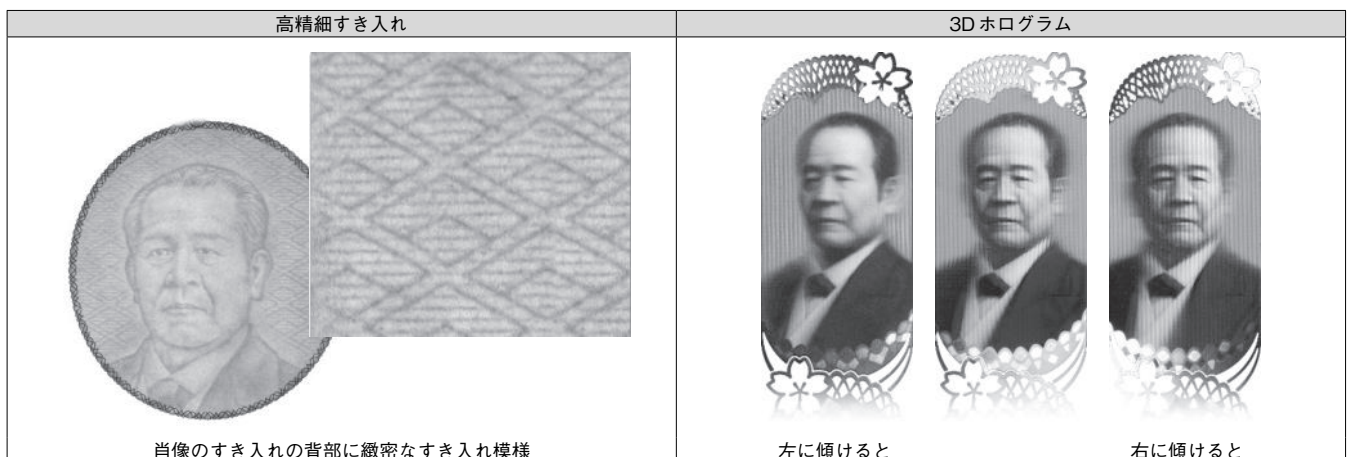 高精細すき入れ
3Dホログラム
肖像のすき入れの背部に緻密なすき入れ模様
左に傾けると
右に傾けると